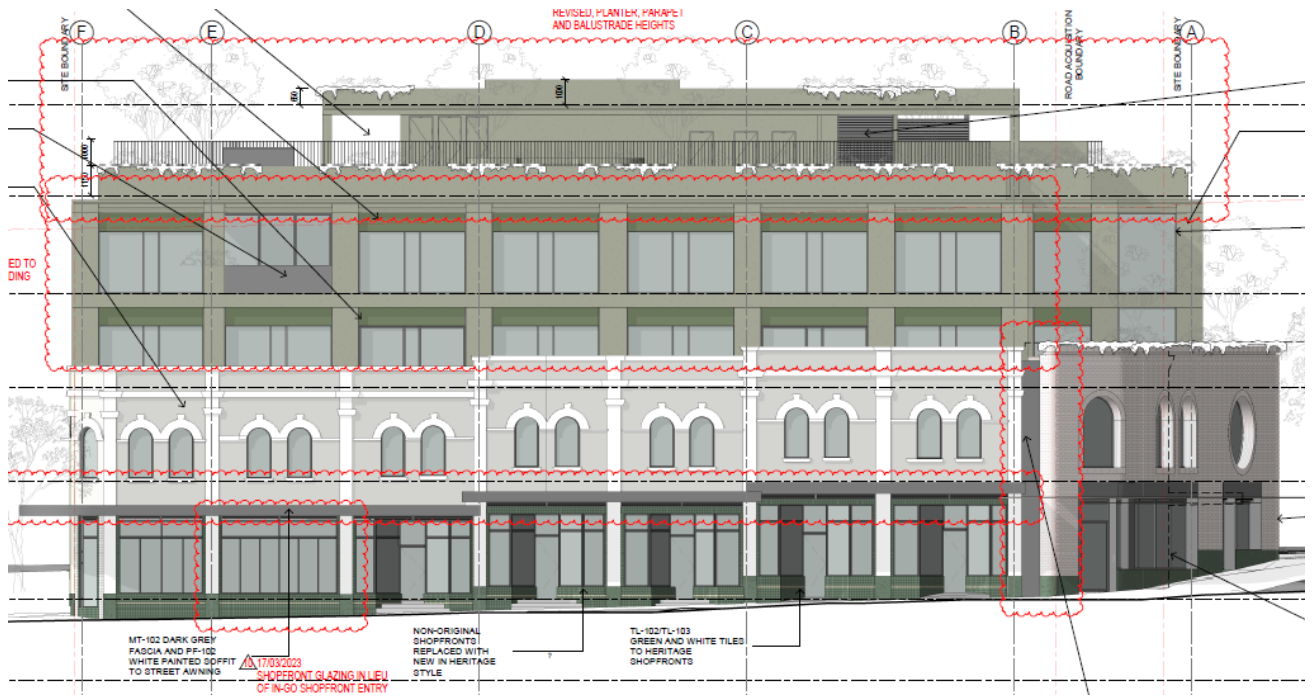 REVISED, PLANTER, PARAPET
AND BALUSTRADE HEIGHTS
F
E
D
C
B
A
SITE BOUNDARY
ROAD ACQUISITION
BOUNDARY
SITE BOUNDARY
1000
ED TO
DING
MT-102 DARK GREY
FASCIA AND PF-102
WHITE PAINTED SOFFIT
TO STREET AWNING
10 17/03/2023
SHOPFRONT GLAZING IN LIEU
OF IN-GO SHOPFRONT ENTRY
NON-ORIGINAL
SHOPFRONTS
REPLACED WITH
NEW IN HERITAGE
STYLE
?
TL-102/TL-103
GREEN AND WHITE TILES
TO HERITAGE
SHOPFRONTS